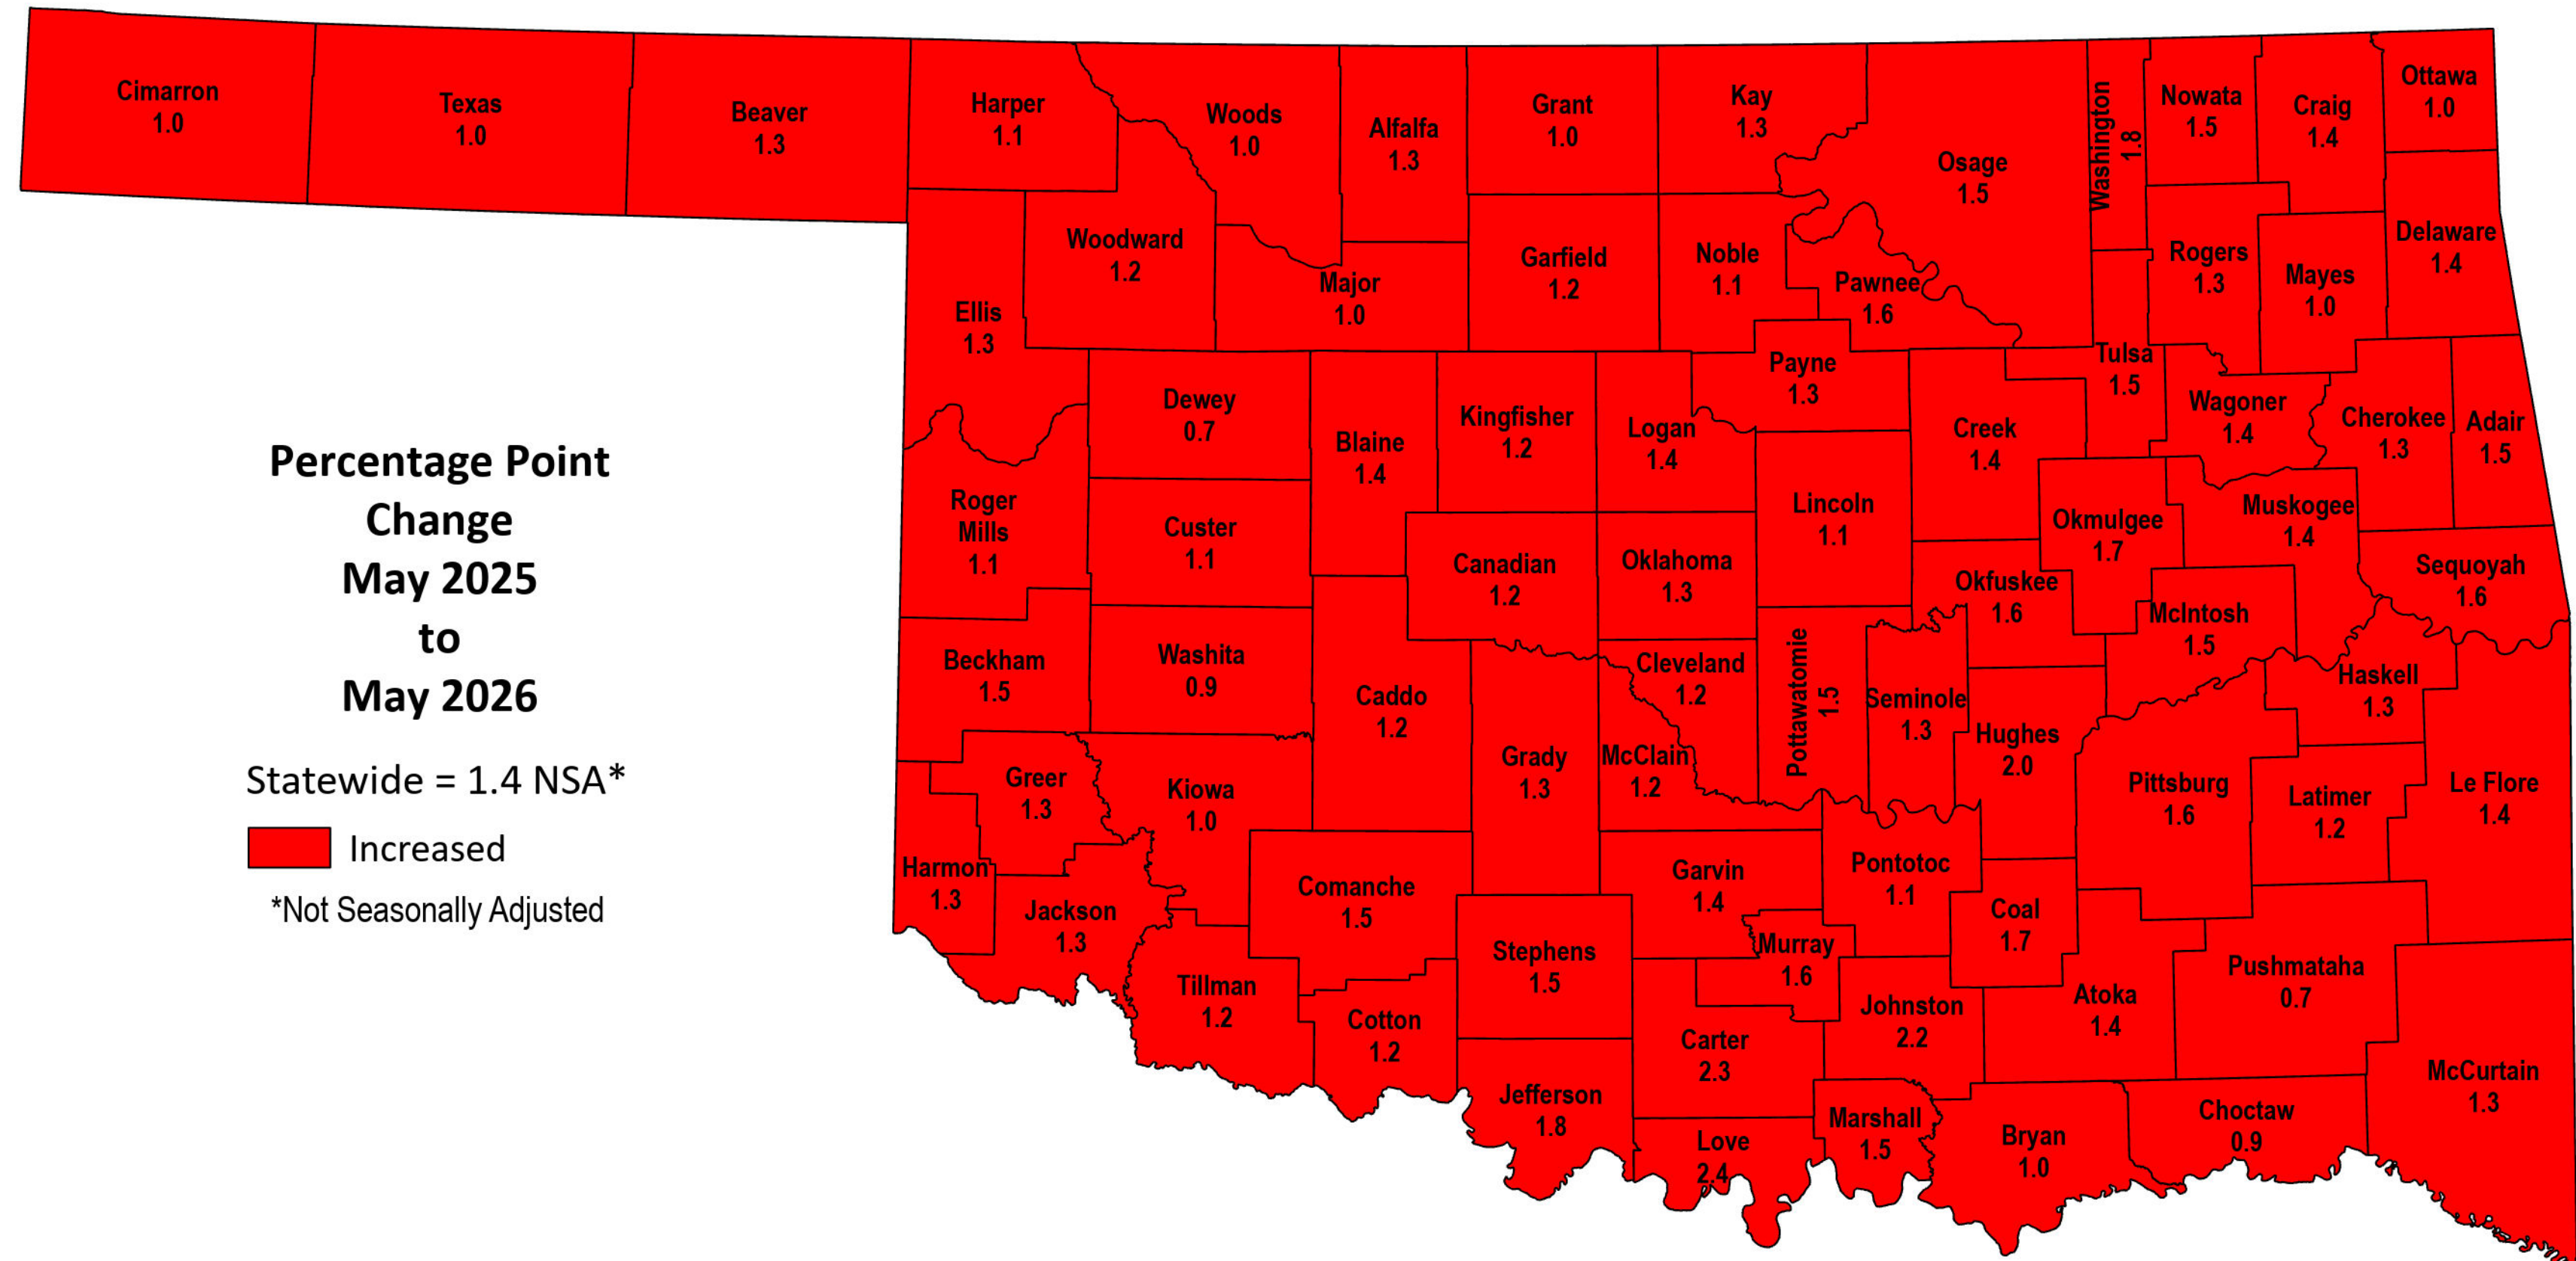 Cimarron
1.0
Texas
1.0
Beaver
1.3
Harper
1.1
Woods
1.0
Alfalfa
1.3
Grant
1.0
Kay
1.3
Osage
1.5
Washington
1.8
Nowata
1.5
Craig
1.4
Ottawa
1.0
Ellis
1.3
Woodward
1.2
Major
1.0
Garfield
1.2
Noble
1.1
Pawnee
1.6
Rogers
1.3
Mayes
1.0
Delaware
1.4
Dewey
0.7
Blaine
1.4
Kingfisher
1.2
Logan
1.4
Payne
1.3
Creek
1.4
Tulsa
1.5
Wagoner
1.4
Cherokee
1.3
Adair
1.5
Percentage Point
Change
May 2025
to
May 2026
Statewide = 1.4 NSA*
Increased
*Not Seasonally Adjusted
Roger
Mills
1.1
Custer
1.1
Canadian
1.2
Oklahoma
1.3
Lincoln
1.1
Okfuskee
1.6
Okmulgee
1.7
Muskogee
1.4
McIntosh
1.5
Sequoyah
1.6
Beckham
1.5
Washita
0.9
Caddo
1.2
Grady
1.3
Cleveland
1.2
McClain
1.2
Pottawatomie
1.5
Seminole
1.3
Hughes
2.0
Pittsburg
1.6
Haskell
1.3
Latimer
1.2
Le Flore
1.4
Greer
1.3
Kiowa
1.0
Harmon
1.3
Jackson
1.3
Comanche
1.5
Garvin
1.4
Pontotoc
1.1
Coal
1.7
Tillman
1.2
Cotton
1.2
Stephens
1.5
Murray
1.6
Carter
2.3
Johnston
2.2
Atoka
1.4
Pushmataha
0.7
Jefferson
1.8
Love
2.4
Marshall
1.5
Bryan
1.0
Choctaw
0.9
McCurtain
1.3